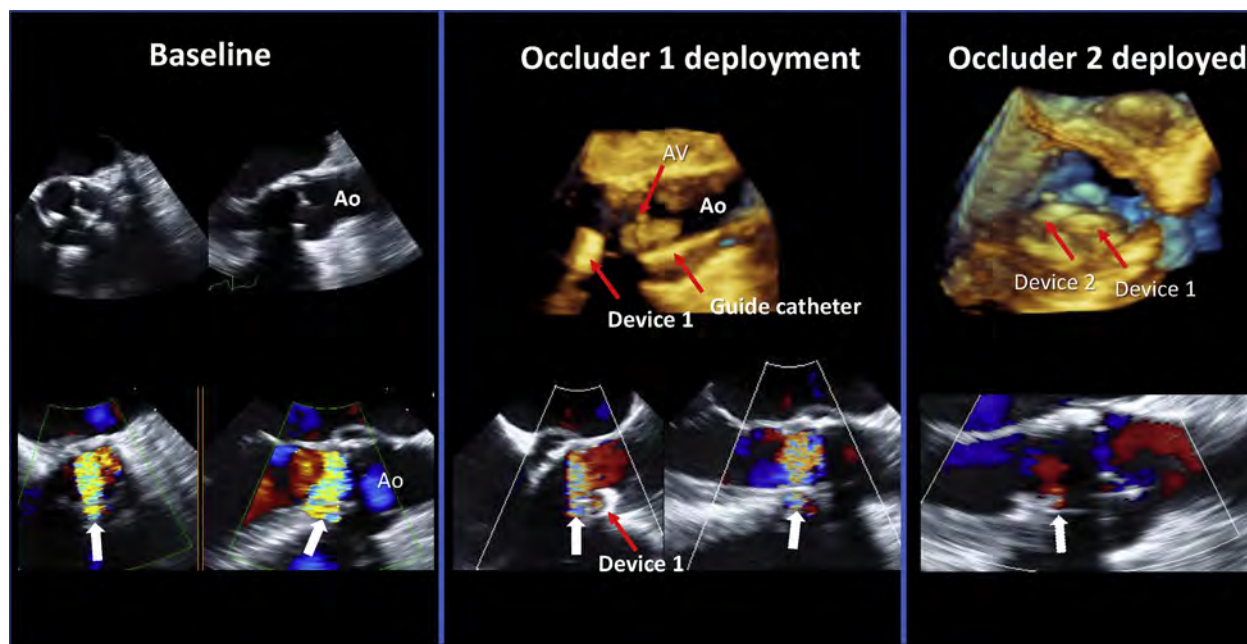 Baseline
Occluder 1 deployment
Occluder 2 deployed
Ao
AV
Ao
Device 1
Guide catheter
Device 2
Device 1
Ao
Device 1